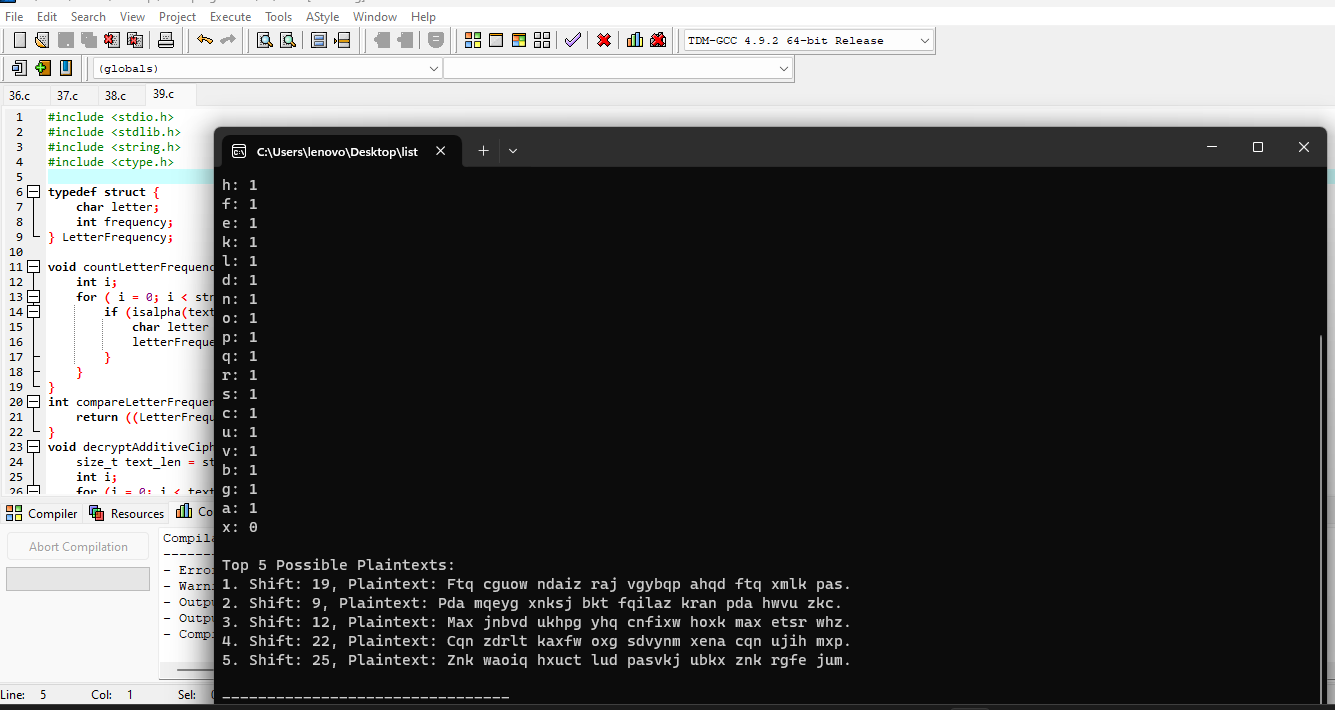 File Edit Search View Project Execute Tools AStyle Window Help
TDM-GCC 4.9.2 64-bit Release
(globals)
36.c 37.c 38.c 39.c
1 #include <stdio.h>
2 #include <stdlib.h>
3 #include <string.h>
4 #include <ctype.h>
5
6 typedef struct {
7 char letter;
8 int frequency;
9 } LetterFrequency;
10
11 void countLetterFrequenc
12 int i;
13 for ( i = 0; i < str
14 if (isalpha(text
15 char letter
16 letterFreque
17 }
18 }
19 }
20 int compareLetterFrequen
21 return ((LetterFrequ
22 }
23 void decryptAdditiveCiph
24 size_t text_len = st
25 int i;
26 for (i = 0; i < text
Compiler Resources Co
Abort Compilation
Compila
- Erro
- Warn
- Outpu
- Outpu
- Compi
Line: 5 Col: 1 Sel:
C:\Users\lenovo\Desktop\list
h: 1
f: 1
e: 1
k: 1
l: 1
d: 1
n: 1
o: 1
p: 1
q: 1
r: 1
s: 1
c: 1
u: 1
v: 1
b: 1
g: 1
a: 1
x: 0
Top 5 Possible Plaintexts:
1. Shift: 19, Plaintext: Ftq cguow ndaiz raj vgybqp ahqd ftq xmlk pas.
2. Shift: 9, Plaintext: Pda mqeyg xnksj bkt fqilaz kran pda hwvu zkc.
3. Shift: 12, Plaintext: Max jnbvd ukhpg yhq cnfixw hoxk max etsr whz.
4. Shift: 22, Plaintext: Cqn zdrlt kaxfw oxg sdvynm xena cqn ujih mxp.
5. Shift: 25, Plaintext: Znk waoiq hxuct lud pasvkj ubkx znk rgfe jum.
--------------------------------